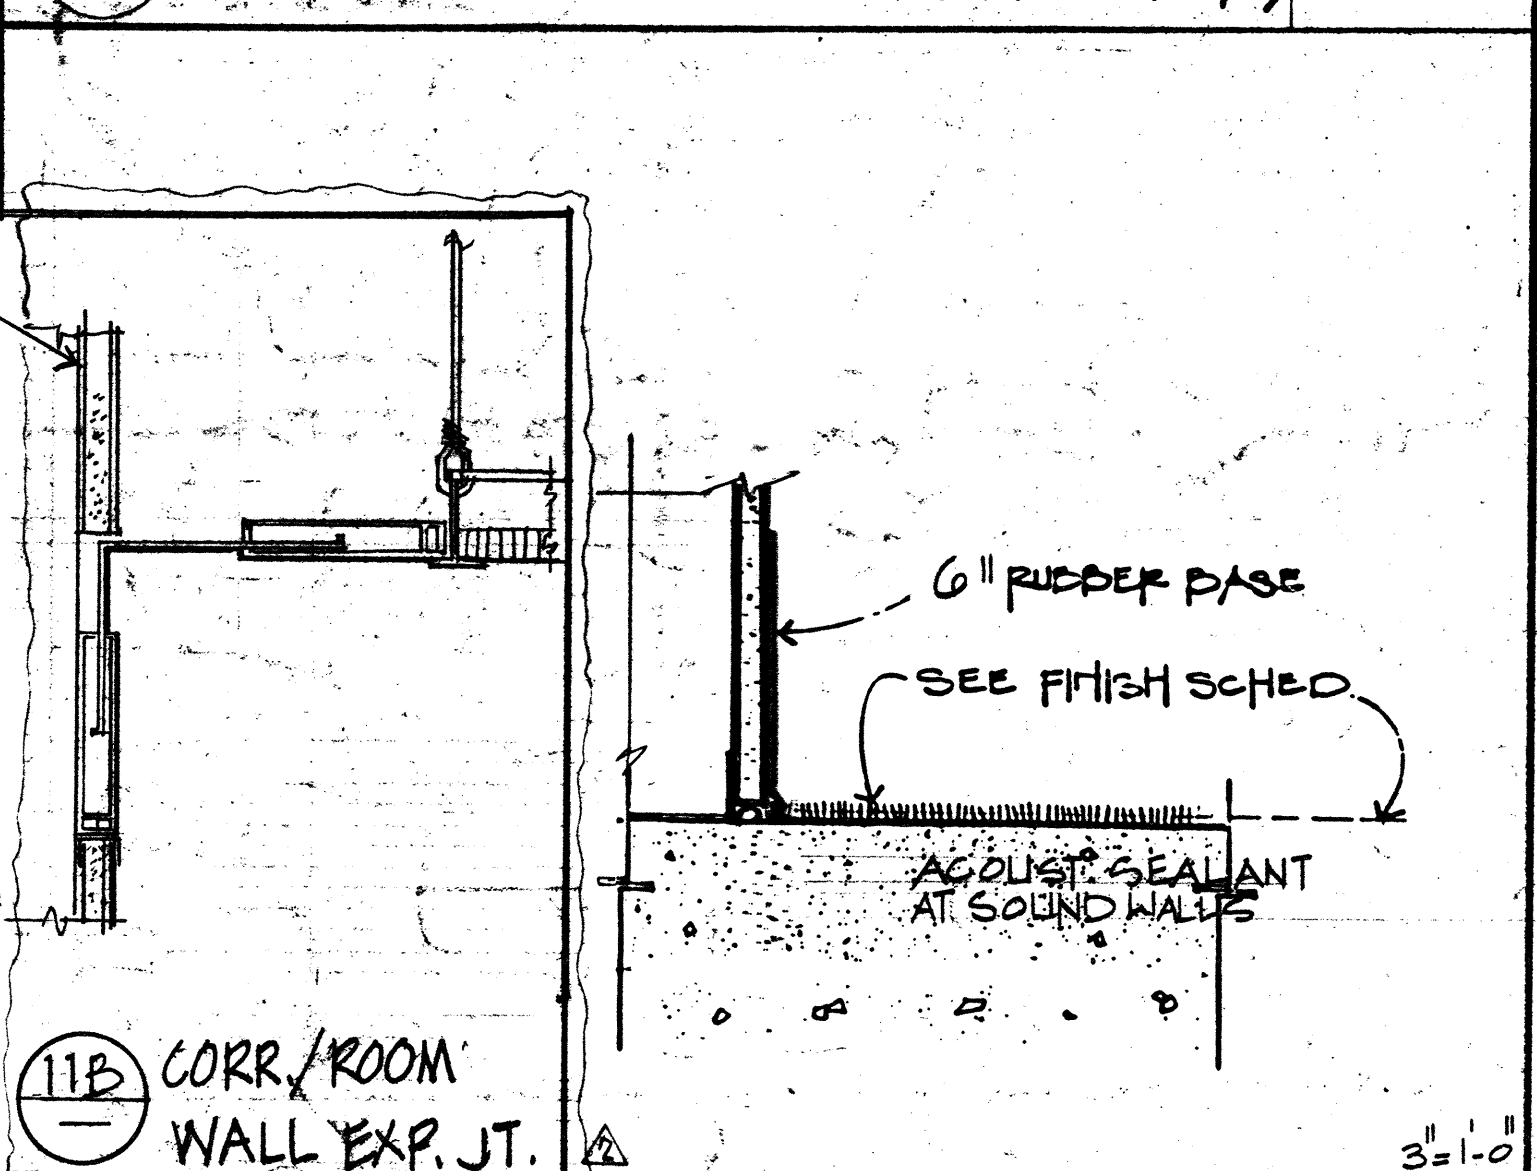 6" RUBBER BASE
SEE FINISH SCHED.
ACOUST. SEALANT
AT SOUND WALLS
11B
CORR./ROOM
WALL EXP. JT.
2
3"=1'-0"